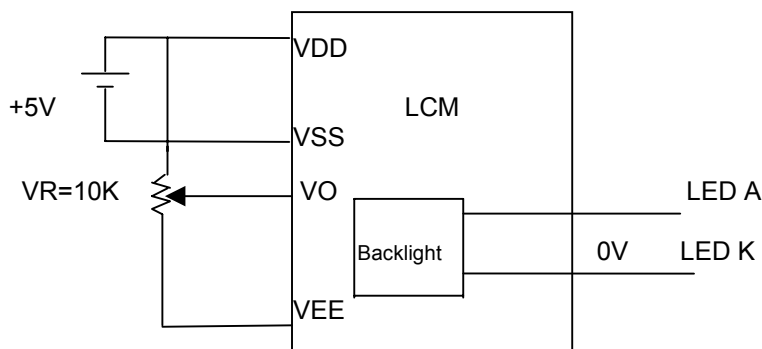 VDD
LCM
+5V
VSS
VR=10K
VO
LED A
Backlight
0V
LED K
VEE